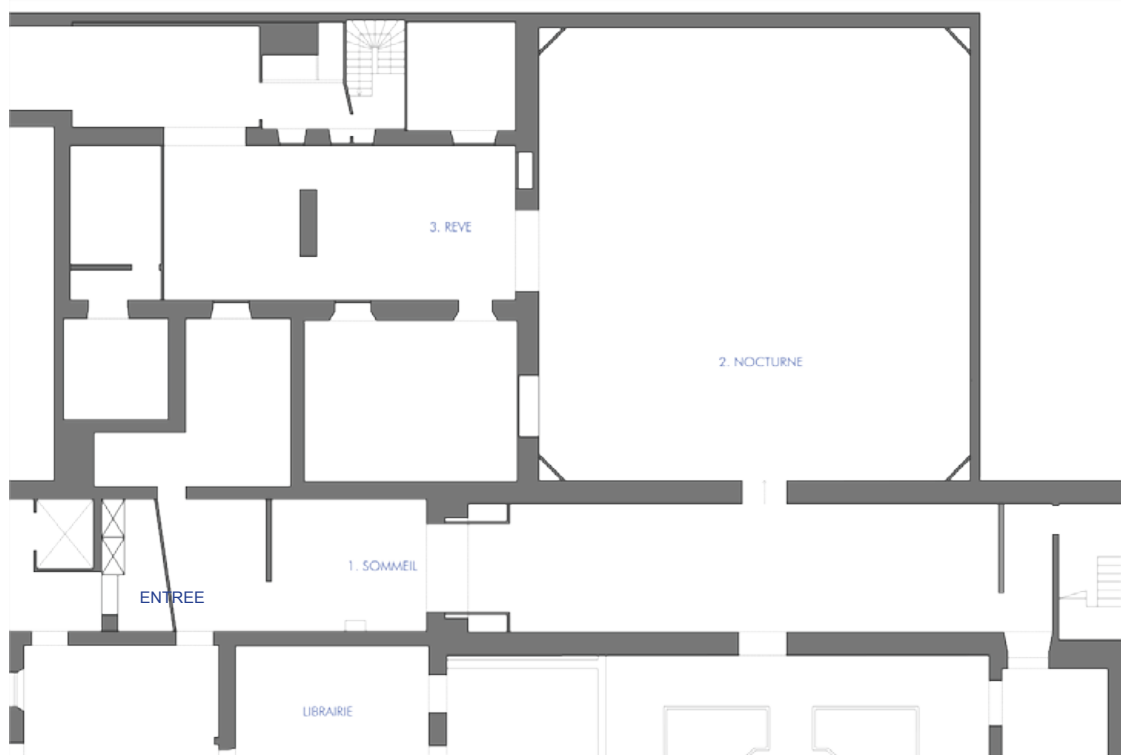 3. REVE
2. NOCTURNE
1. SOMMEIL
ENTREE
LIBRAIRIE